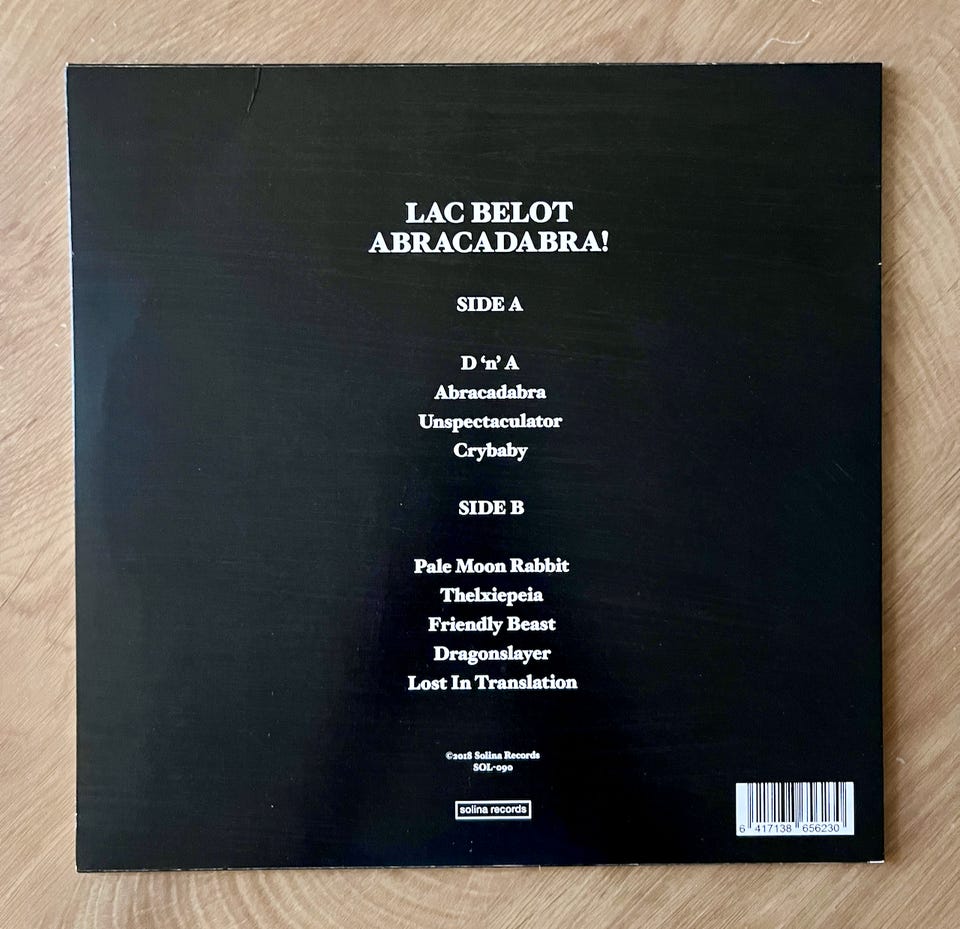 LAC BELOT
ABRACADABRA!
SIDE A
D ‘n’ A
Abracadabra
Unspectaculator
Crybaby
SIDE B
Pale Moon Rabbit
Thelxiepeia
Friendly Beast
Dragonslayer
Lost In Translation
©2018 Solina Records
SOL-090
solina records
6 417138 656230